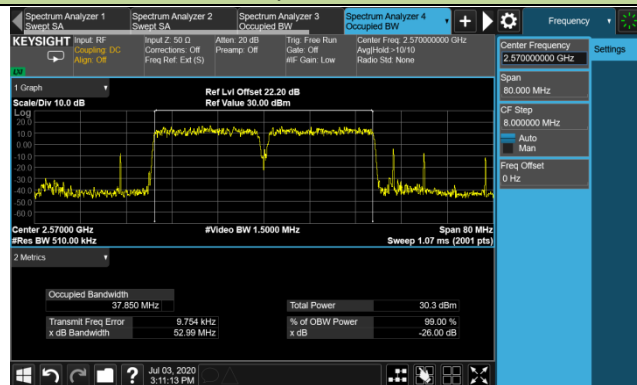 Spectrum Analyzer 1
Swept SA
Spectrum Analyzer 2
Swept SA
Spectrum Analyzer 3
Occupied BW
Spectrum Analyzer 4
Occupied BW
+
Frequency
KEYSIGHT
Input: RF
Coupling: DC
Align: Off
Input Z: 50 Ω
Corrections: Off
Freq Ref: Ext (S)
Atten: 20 dB
Preamp: Off
Trig: Free Run
Gate: Off
#IF Gain: Low
Center Freq: 2.570000000 GHz
Avg|Hold:>10/10
Radio Std: None
Center Frequency
2.570000000 GHz
Settings
Span
80.000 MHz
CF Step
8.000000 MHz
Auto
Man
Freq Offset
0 Hz
LV
1 Graph
Scale/Div 10.0 dB
Ref Lvl Offset 22.20 dB
Ref Value 30.00 dBm
Log
20.0
10.0
0.00
-10.0
-20.0
-30.0
-40.0
-50.0
-60.0
Center 2.57000 GHz
#Res BW 510.00 kHz
#Video BW 1.5000 MHz
Span 80 MHz
Sweep 1.07 ms (2001 pts)
2 Metrics
Occupied Bandwidth
37.850 MHz
Total Power
30.3 dBm
Transmit Freq Error
9.754 kHz
% of OBW Power
99.00 %
x dB Bandwidth
52.99 MHz
x dB
-26.00 dB
?
Jul 03, 2020
3:11:13 PM